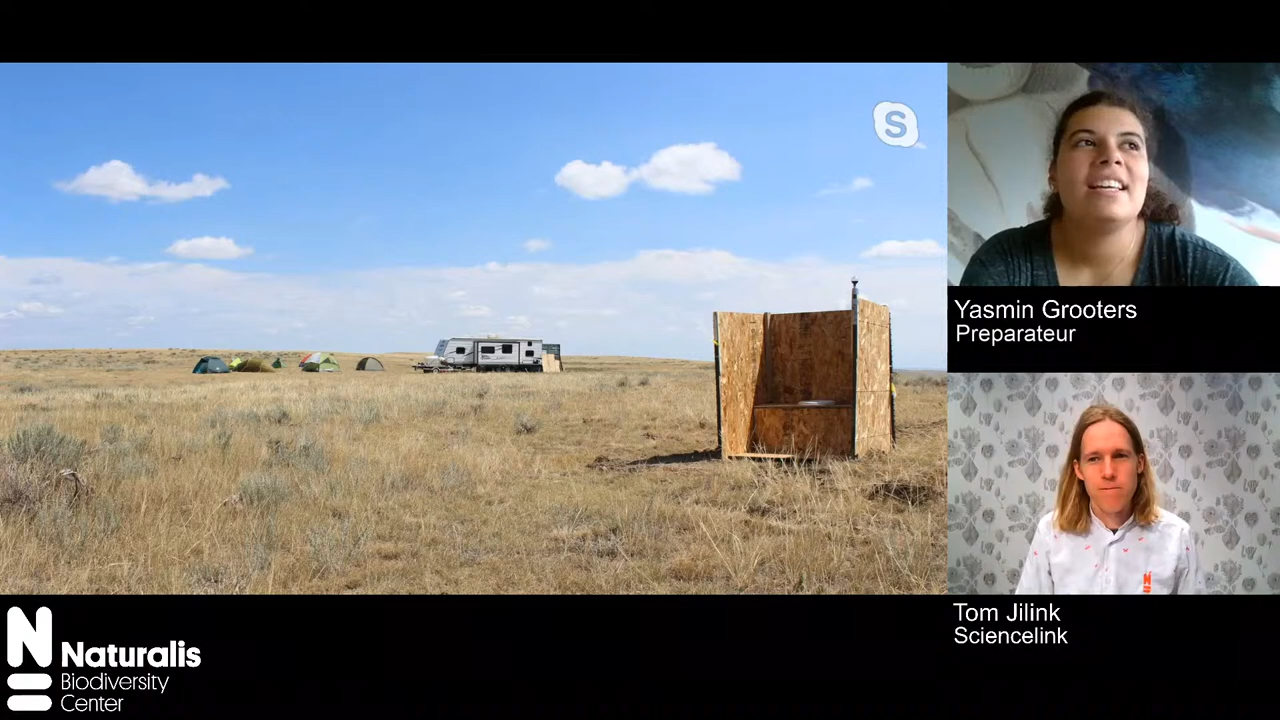 S
Yasmin Grooters
Preparateur
Tom Jilink
Sciencelink
N
Naturalis
Biodiversity
Center